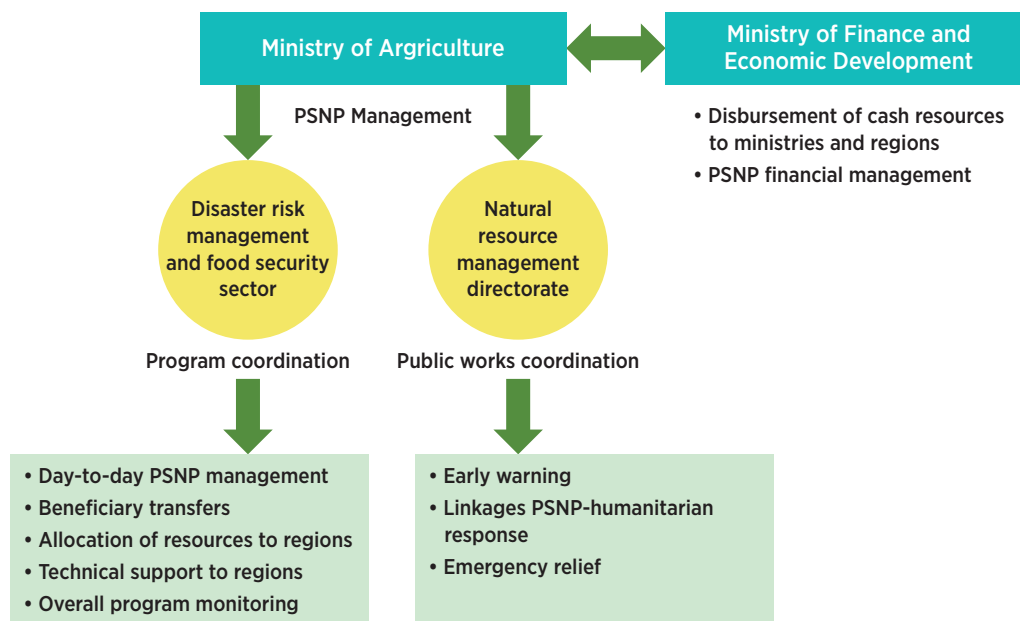 Ministry of Argriculture
Ministry of Finance and
Economic Development
PSNP Management
• Disbursement of cash resources
to ministries and regions
• PSNP financial management
Disaster risk
management
and food security
sector
Natural
resource
management
directorate
Program coordination
Public works coordination
• Day-to-day PSNP management
• Beneficiary transfers
• Allocation of resources to regions
• Technical support to regions
• Overall program monitoring
• Early warning
• Linkages PSNP-humanitarian
response
• Emergency relief